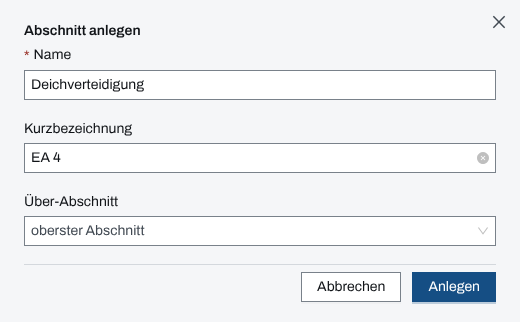 Abschnitt anlegen
* Name
Deichverteidigung
Kurzbezeichnung
EA 4
Über-Abschnitt
oberster Abschnitt
Abbrechen Anlegen